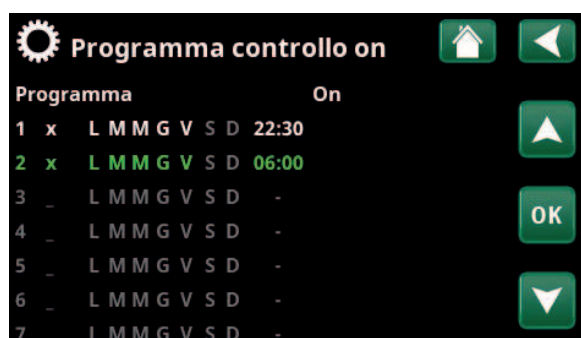 Programma controllo on
Programma On
1 x L M M G V S D 22:30
2 x L M M G V S D 06:00
3 _ L M M G V S D -
4 _ L M M G V S D -
OK
5 _ L M M G V S D -
6 _ L M M G V S D -
7 L M M G V S D -